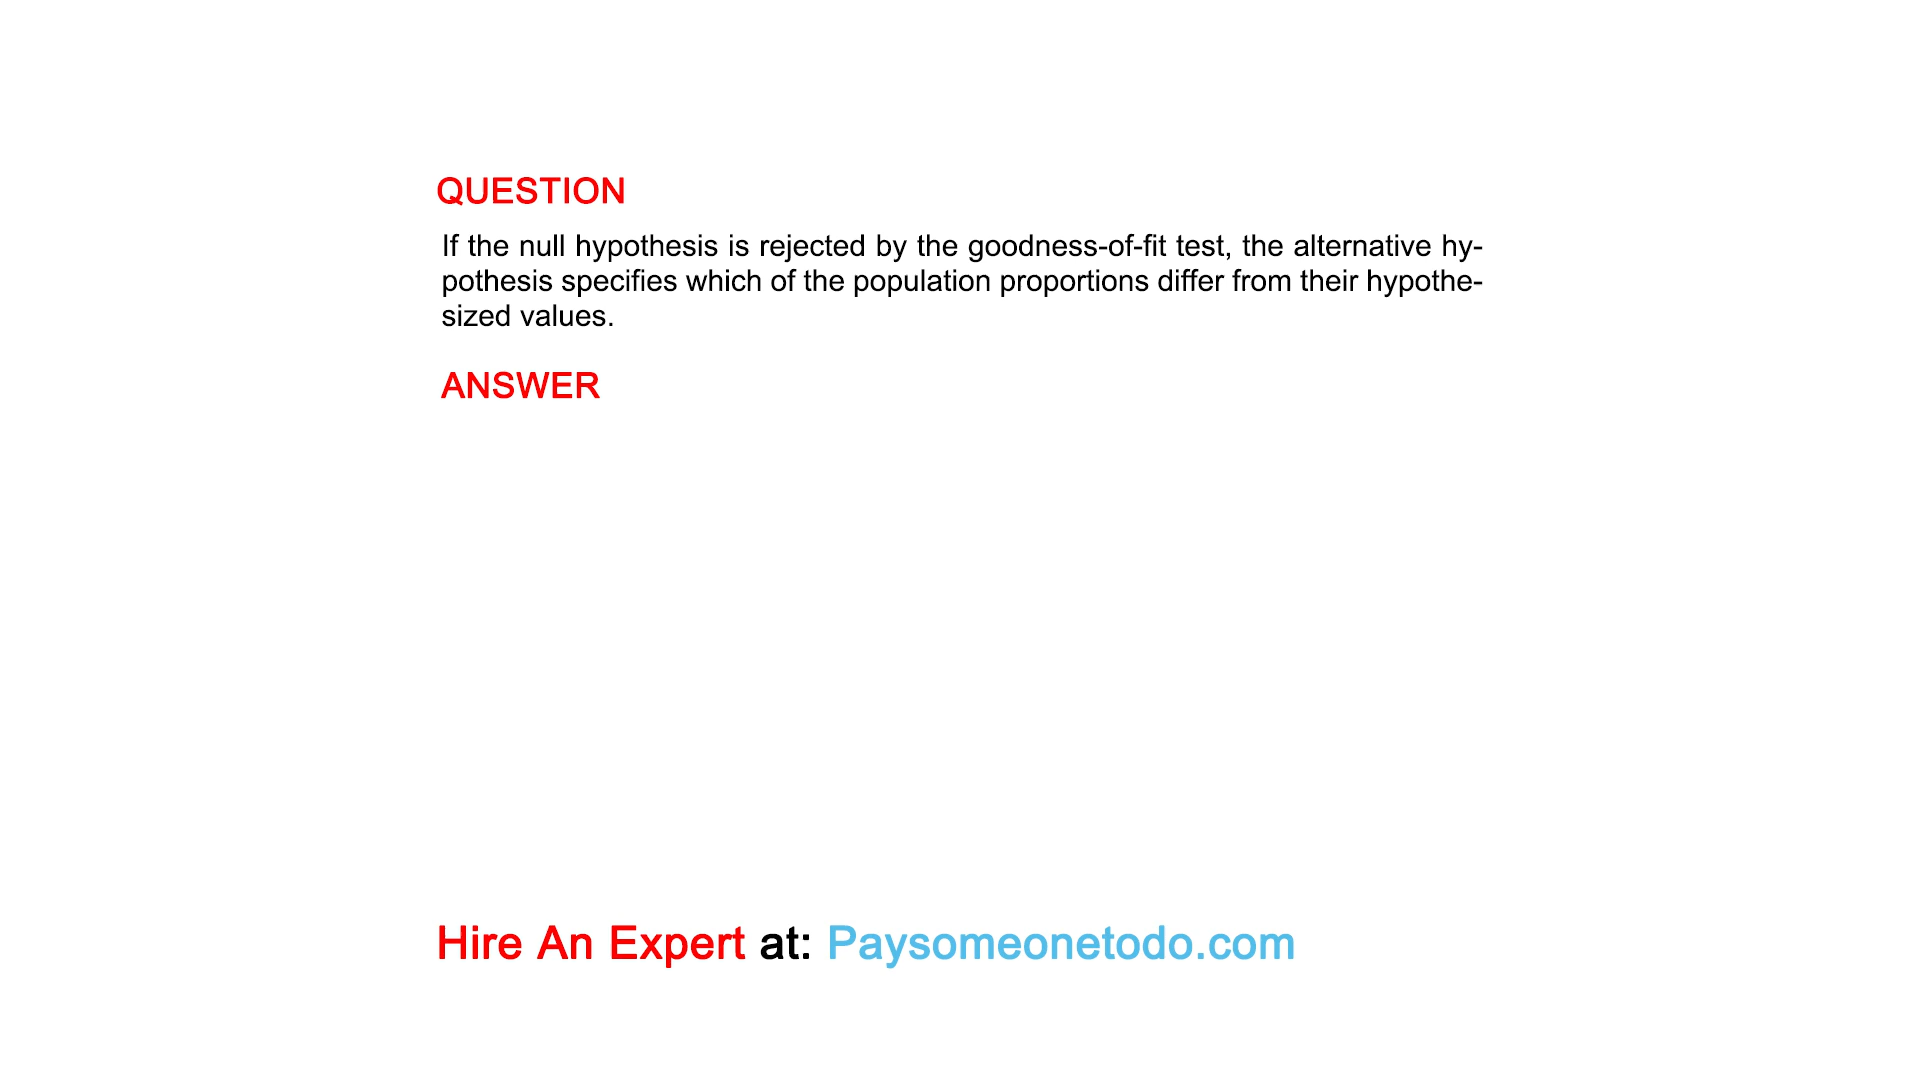 QUESTION
If the null hypothesis is rejected by the goodness-of-fit test, the alternative hy-
pothesis specifies which of the population proportions differ from their hypothe-
sized values.
ANSWER
Hire An Expert at: Paysomeonetodo.com